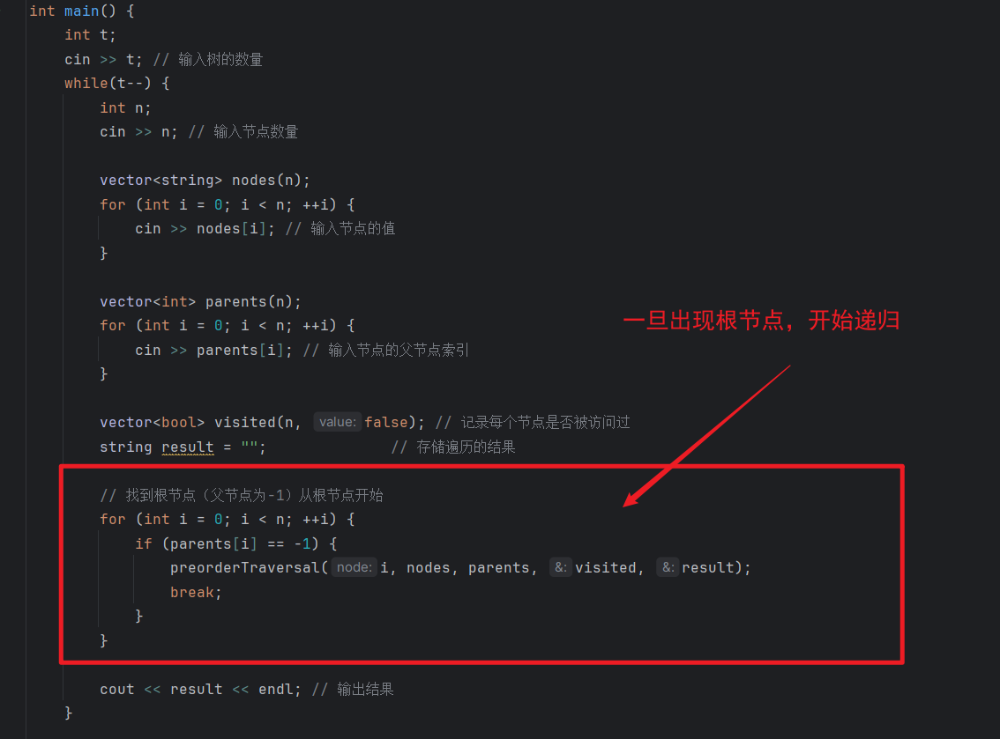 int main() {
int t;
cin >> t; // 输入树的数量
while(t--) {
int n;
cin >> n; // 输入节点数量
vector<string> nodes(n);
for (int i = 0; i < n; ++i) {
cin >> nodes[i]; // 输入节点的值
}
vector<int> parents(n);
for (int i = 0; i < n; ++i) {
一旦出现根节点，开始递归
cin >> parents[i]; // 输入节点的父节点索引
}
vector<bool> visited(n, value: false); // 记录每个节点是否被访问过
string result = ""; // 存储遍历的结果
// 找到根节点（父节点为-1）从根节点开始
for (int i = 0; i < n; ++i) {
if (parents[i] == -1) {
preorderTraversal( node: i, nodes, parents, &: visited, &: result);
break;
}
}
cout << result << endl; // 输出结果
}